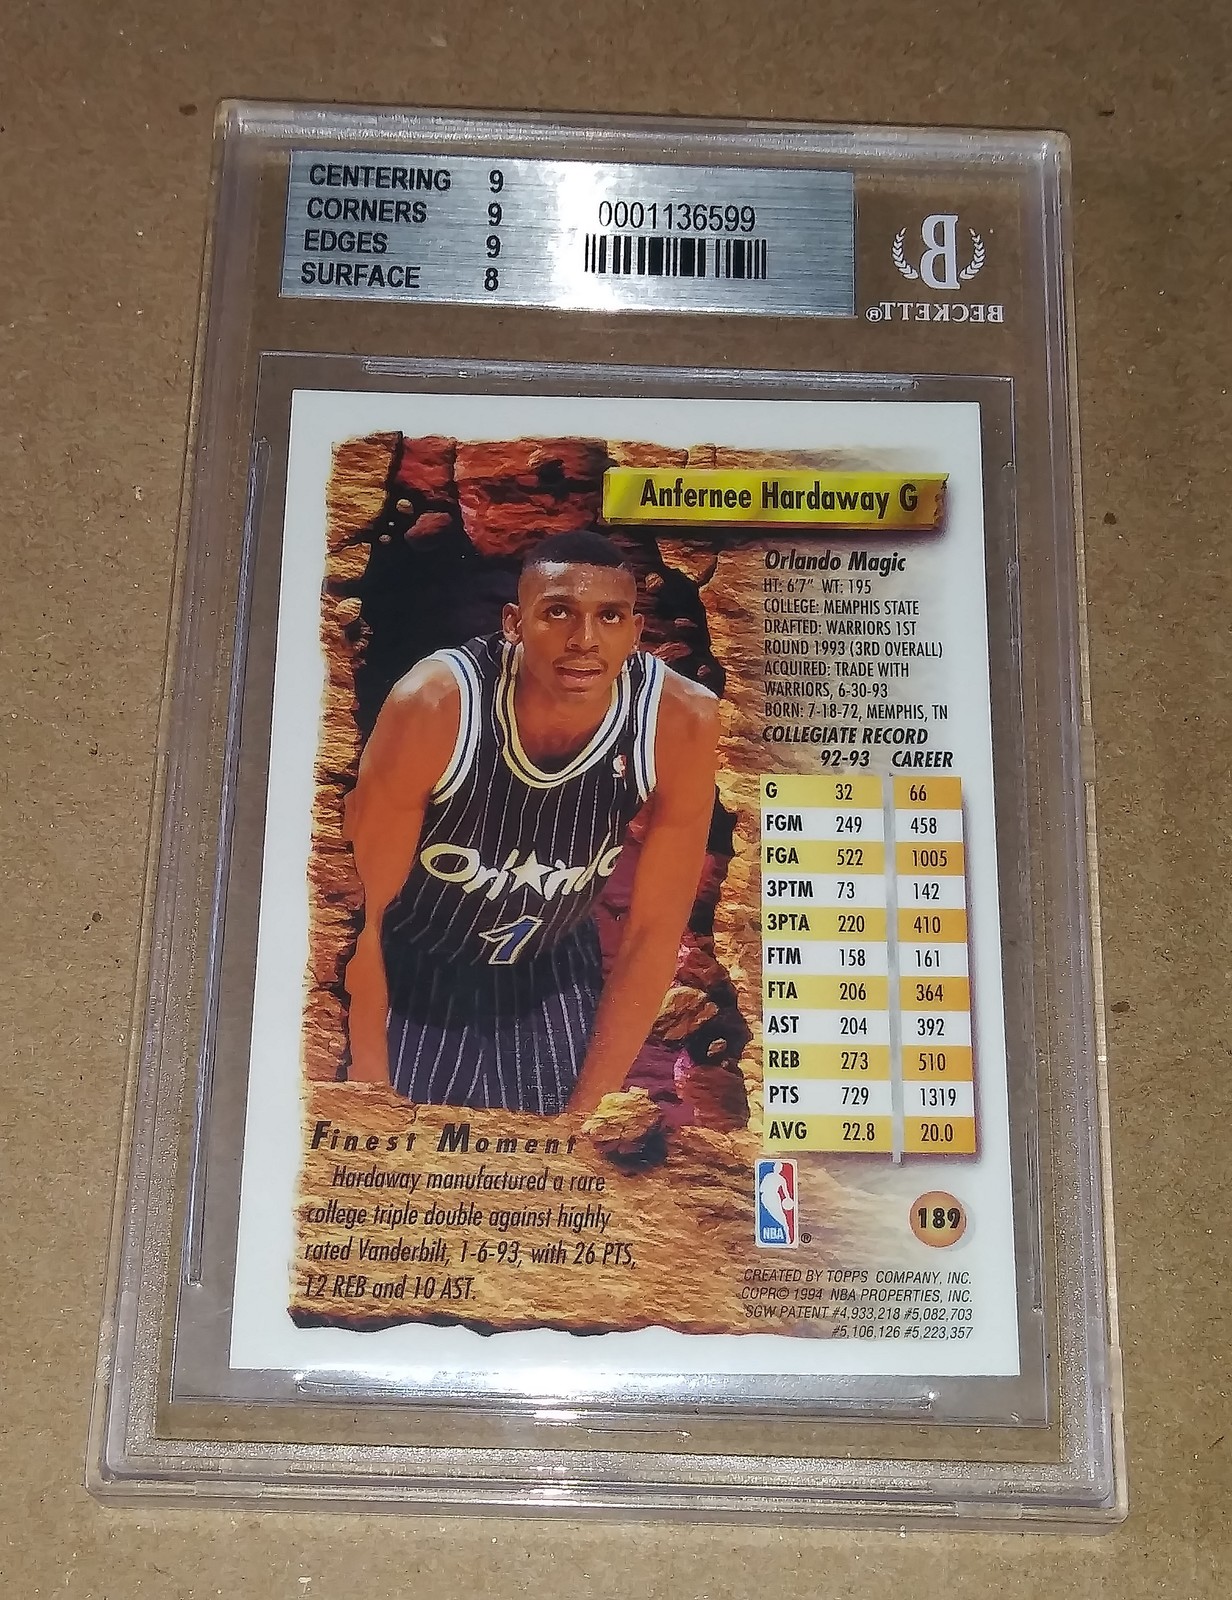 CENTERING 9
CORNERS 9
EDGES 9
SURFACE 8
0001136599
B
BECKETT®
Anfernee Hardaway G
Orlando Magic
HT: 6'7" WT: 195
COLLEGE: MEMPHIS STATE
DRAFTED: WARRIORS 1ST
ROUND 1993 (3RD OVERALL)
ACQUIRED: TRADE WITH
WARRIORS, 6-30-93
BORN: 7-18-72, MEMPHIS, TN
COLLEGIATE RECORD
92-93 CAREER
G 32 66
FGM 249 458
FGA 522 1005
3PTM 73 142
3PTA 220 410
FTM 158 161
FTA 206 364
AST 204 392
REB 273 510
PTS 729 1319
AVG 22.8 20.0
Orlando
1
Finest Moment
Hardaway manufactured a rare
college triple double against highly
rated Vanderbilt, 1-6-93, with 26 PTS,
12 REB and 10 AST.
NBA ®
189
CREATED BY TOPPS COMPANY, INC.
COPR© 1994 NBA PROPERTIES, INC.
SGW PATENT #4,933,218 #5,082,703
#5,106,126 #5,223,357